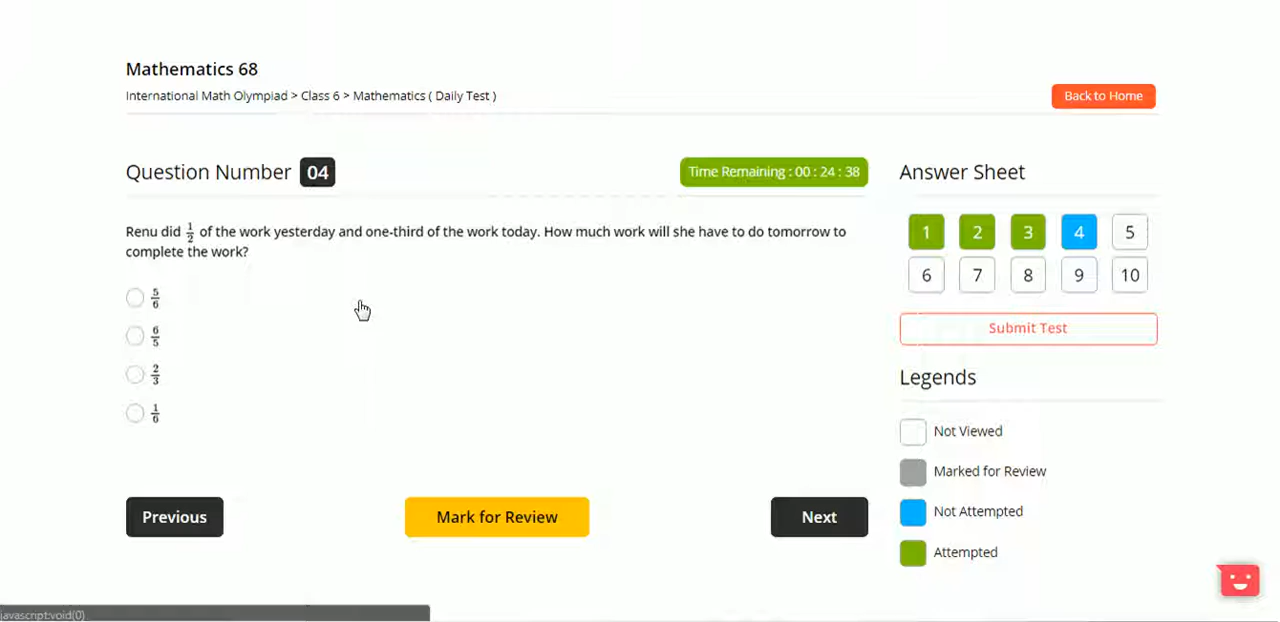 Mathematics 68
International Math Olympiad > Class 6 > Mathematics ( Daily Test )
Back to Home
Question Number 04
Time Remaining : 00 : 24 : 38
Renu did 1/2 of the work yesterday and one-third of the work today. How much work will she have to do tomorrow to
complete the work?
5/6
6/5
2/3
1/6
Previous
Mark for Review
Next
Answer Sheet
1 2 3 4 5
6 7 8 9 10
Submit Test
Legends
Not Viewed
Marked for Review
Not Attempted
Attempted
javascript:void(0)